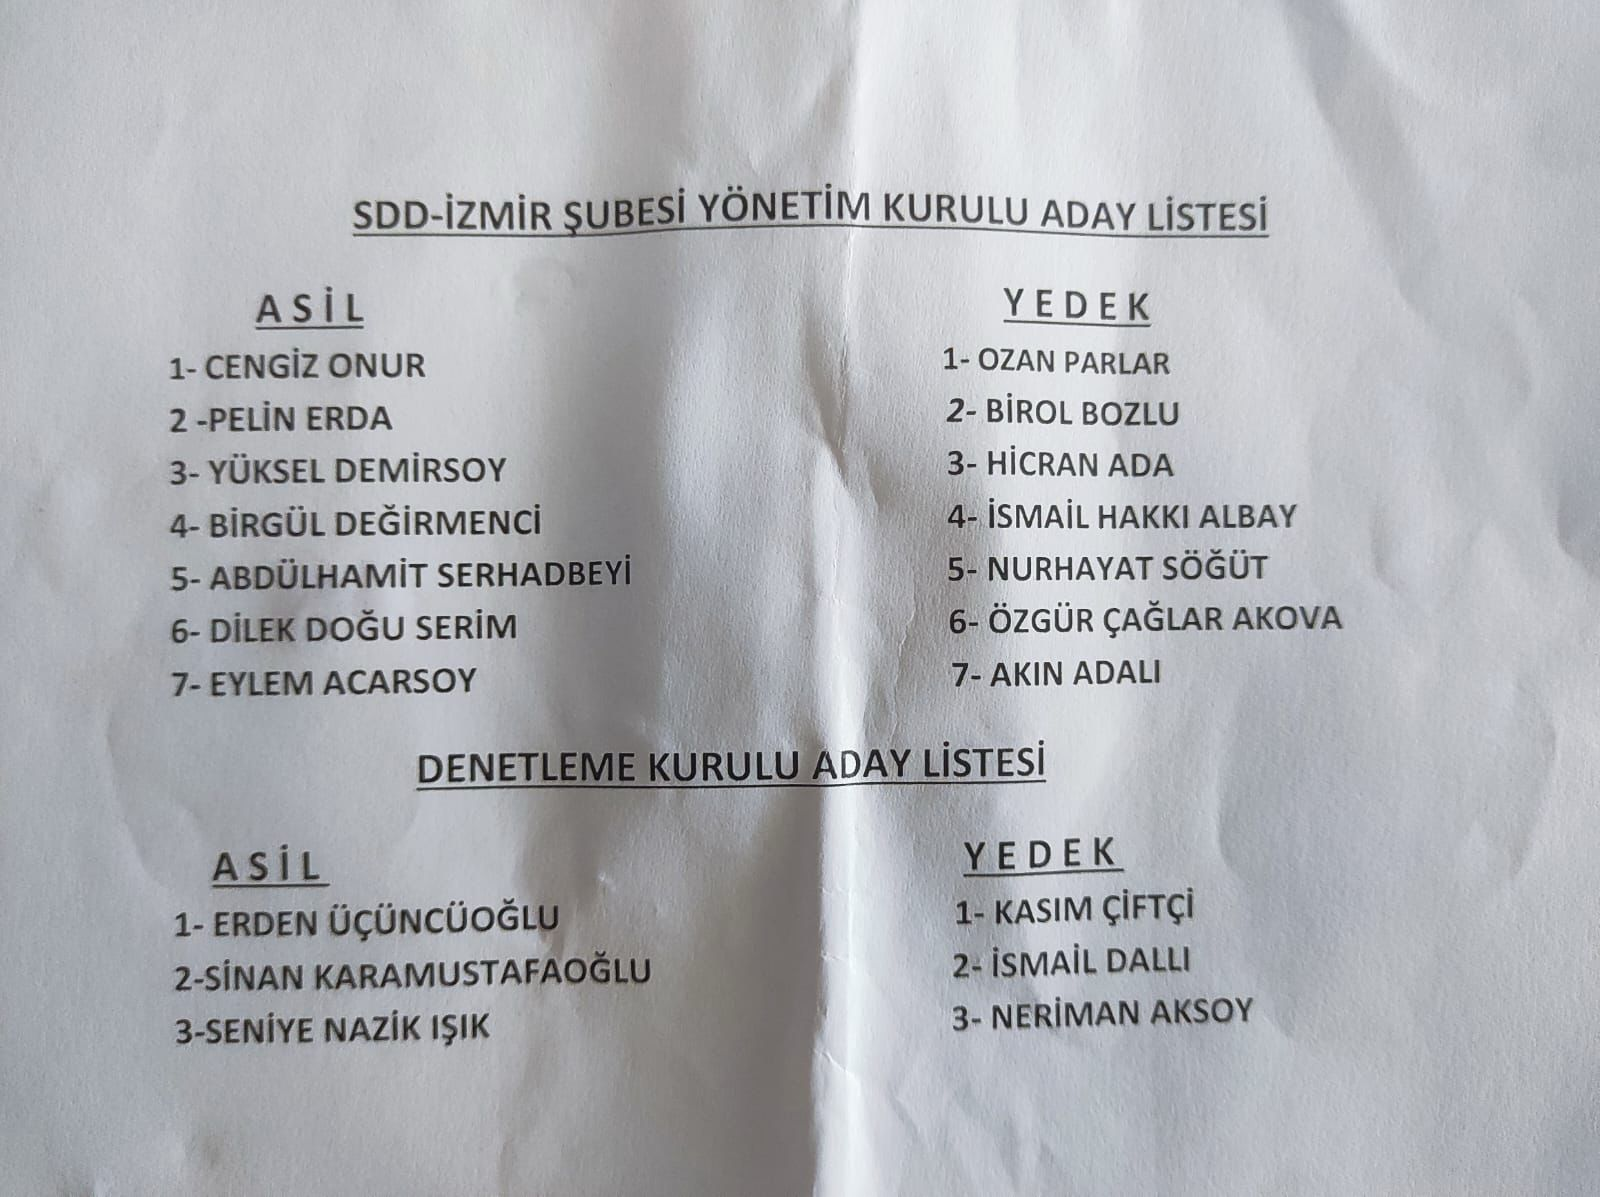 SDD-İZMİR ŞUBESİ YÖNETİM KURULU ADAY LİSTESİ
A S İ L
1- CENGİZ ONUR
2 -PELİN ERDA
3- YÜKSEL DEMİRSOY
4- BİRGÜL DEĞİRMENCİ
5- ABDÜLHAMİT SERHADBEYİ
6- DİLEK DOĞU SERİM
7- EYLEM ACARSOY
Y E D E K
1- OZAN PARLAR
2- BİROL BOZLU
3- HİCRAN ADA
4- İSMAİL HAKKI ALBAY
5- NURHAYAT SÖĞÜT
6- ÖZGÜR ÇAĞLAR AKOVA
7- AKIN ADALI
DENETLEME KURULU ADAY LİSTESİ
A S İ L
1- ERDEN ÜÇÜNCÜOĞLU
2-SİNAN KARAMUSTAFAOĞLU
3-SENİYE NAZİK IŞIK
Y E D E K
1- KASIM ÇİFTÇİ
2- İSMAİL DALLI
3- NERİMAN AKSOY